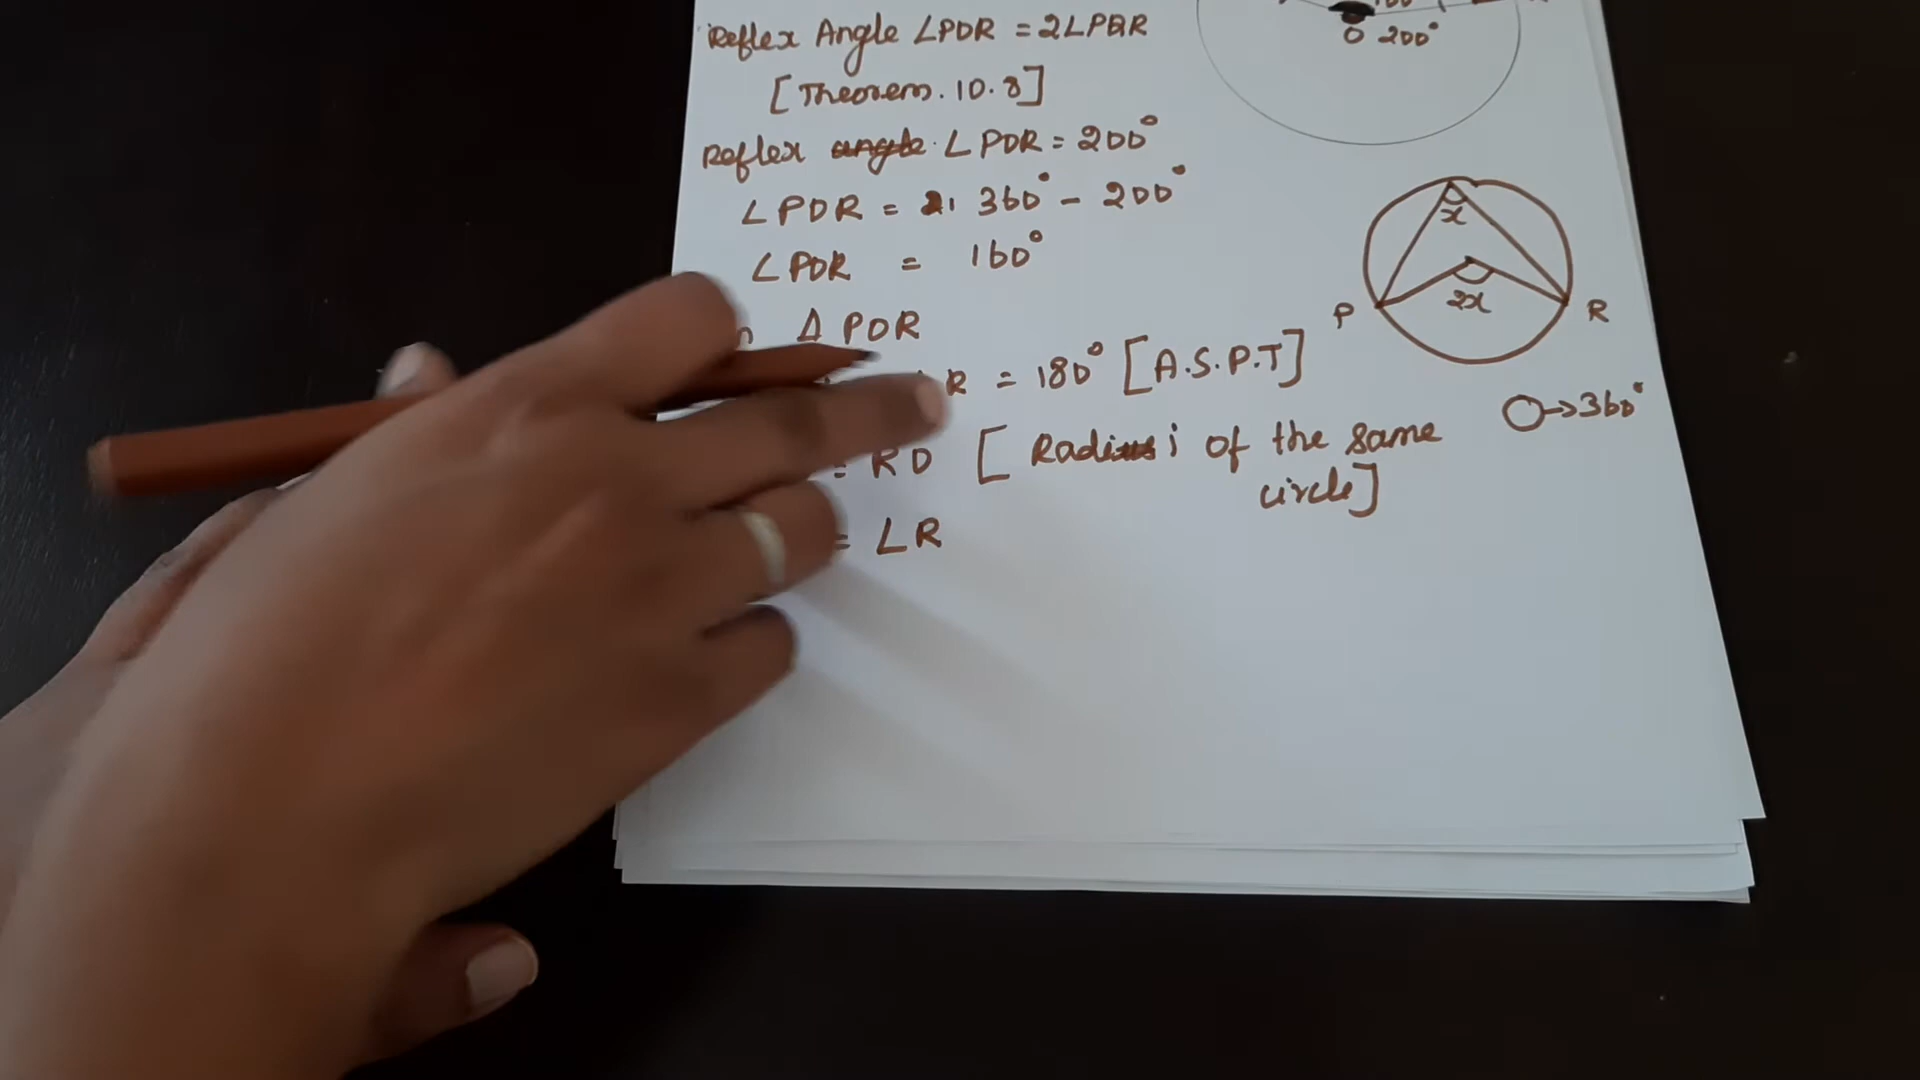 Reflex Angle ∠POR = 2∠PQR
[Theorem. 10.8]
Reflex ∠POR = 200°
∠POR = 360° - 200°
∠POR = 160°
Δ POR
R = 180° [A.S.P.T]
= RO [Radii of the same
circle]
= ∠R
O 200°
x
2x
P
R
O→360°